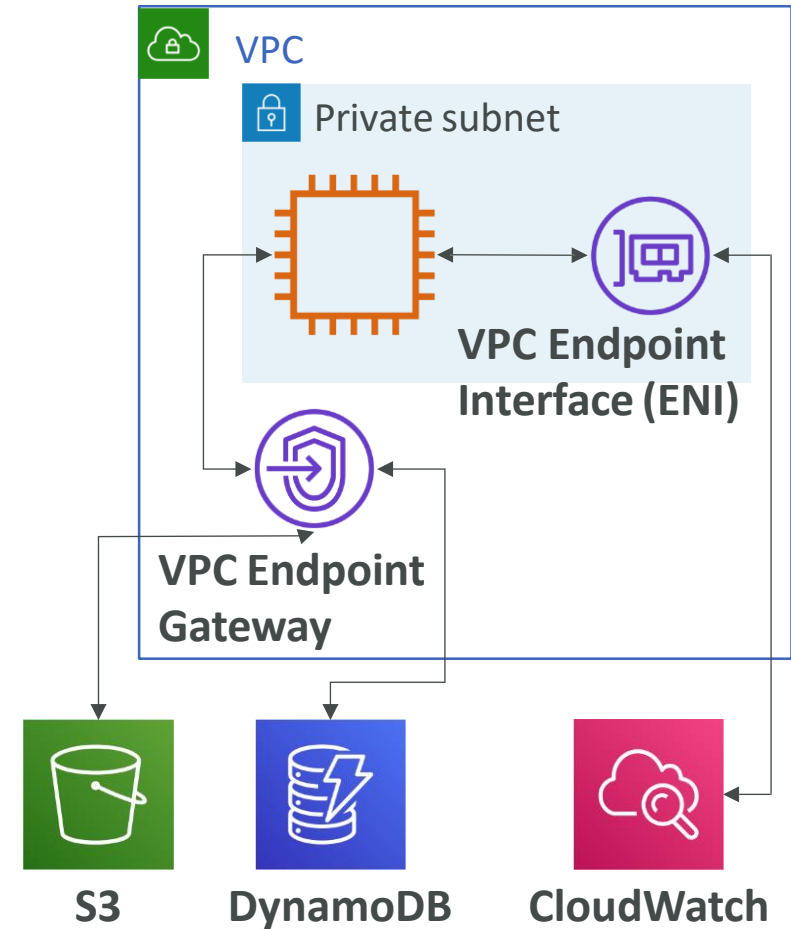 VPC
Private subnet
VPC Endpoint
Interface (ENI)
VPC Endpoint
Gateway
S3
DynamoDB
CloudWatch